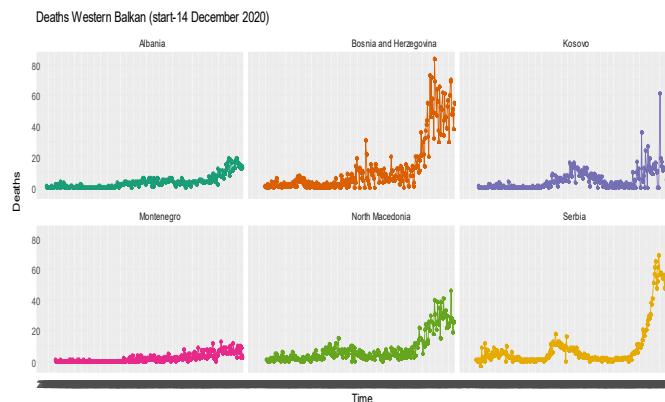 Deaths Western Balkan (start-14 December 2020)
Albania
Bosnia and Herzegovina
Kosovo
80
60
40
20
0
Deaths
Montenegro
North Macedonia
Serbia
80
60
40
20
0
Time